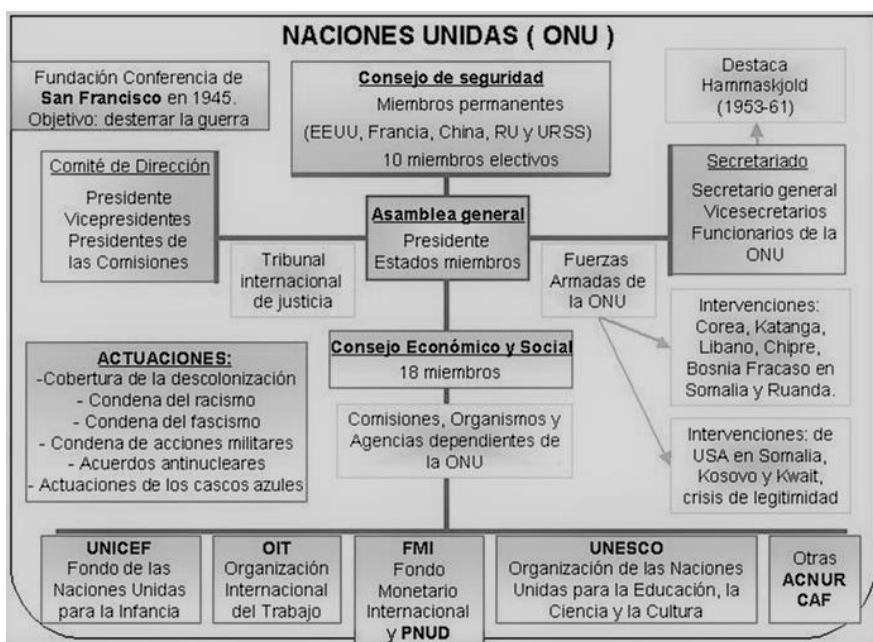 NACIONES UNIDAS ( ONU )
Fundación Conferencia de
San Francisco en 1945.
Objetivo: desterrar la guerra
Consejo de seguridad
Miembros permanentes
(EEUU, Francia, China, RU y URSS)
10 miembros electivos
Destaca
Hammaskjold
(1953-61)
Comité de Dirección
Presidente
Vicepresidentes
Presidentes de
las Comisiones
Asamblea general
Presidente
Estados miembros
Secretariado
Secretario general
Vicesecretarios
Funcionarios de la
ONU
Tribunal
internacional
de justicia
Fuerzas
Armadas de
la ONU
Intervenciones:
Corea, Katanga,
Libano, Chipre,
Bosnia Fracaso en
Somalia y Ruanda.
Consejo Económico y Social
18 miembros
ACTUACIONES:
-Cobertura de la descolonización
- Condena del racismo
- Condena del fascismo
- Condena de acciones militares
- Acuerdos antinucleares
- Actuaciones de los cascos azules
Comisiones, Organismos y
Agencias dependientes de
la ONU
Intervenciones: de
USA en Somalia,
Kosovo y Kwait,
crisis de legitimidad
UNICEF
Fondo de las
Naciones Unidas
para la Infancia
OIT
Organización
Internacional
del Trabajo
FMI
Fondo
Monetario
Internacional
y PNUD
UNESCO
Organización de las Naciones
Unidas para la Educación, la
Ciencia y la Cultura
Otras
ACNUR
CAF